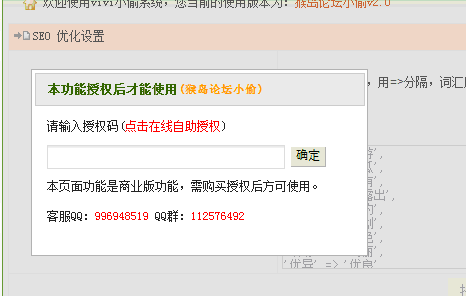 欢迎使用vivi小偷系统，您当前的使用版本为：猴岛论坛小偷v2.0
SEO 优化设置
，用=>分隔，词汇
本功能授权后才能使用(猴岛论坛小偷)
请输入授权码(点击在线自助授权)
确定
本页面功能是商业版功能，需购买授权后方可使用。
客服QQ：996948519 QQ群：112576492
出',
'优异' => '优良',